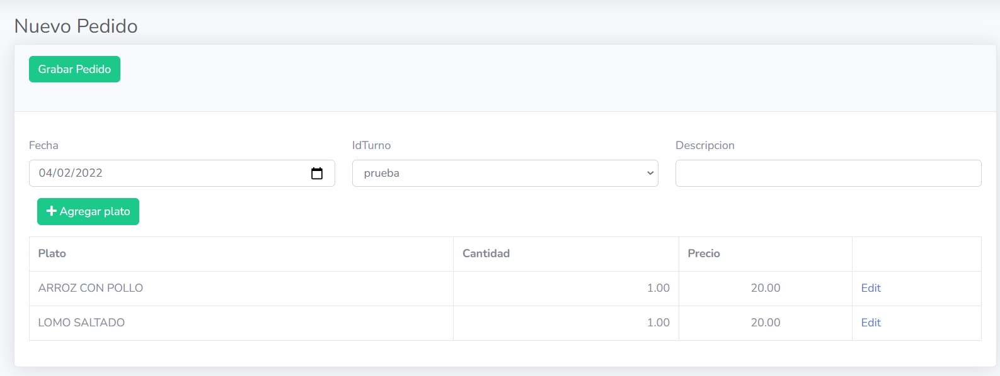 Nuevo Pedido
Grabar Pedido
Fecha IdTurno Descripcion
04/02/2022 prueba
Agregar plato
Plato Cantidad Precio
ARROZ CON POLLO 1.00 20.00 Edit
LOMO SALTADO 1.00 20.00 Edit